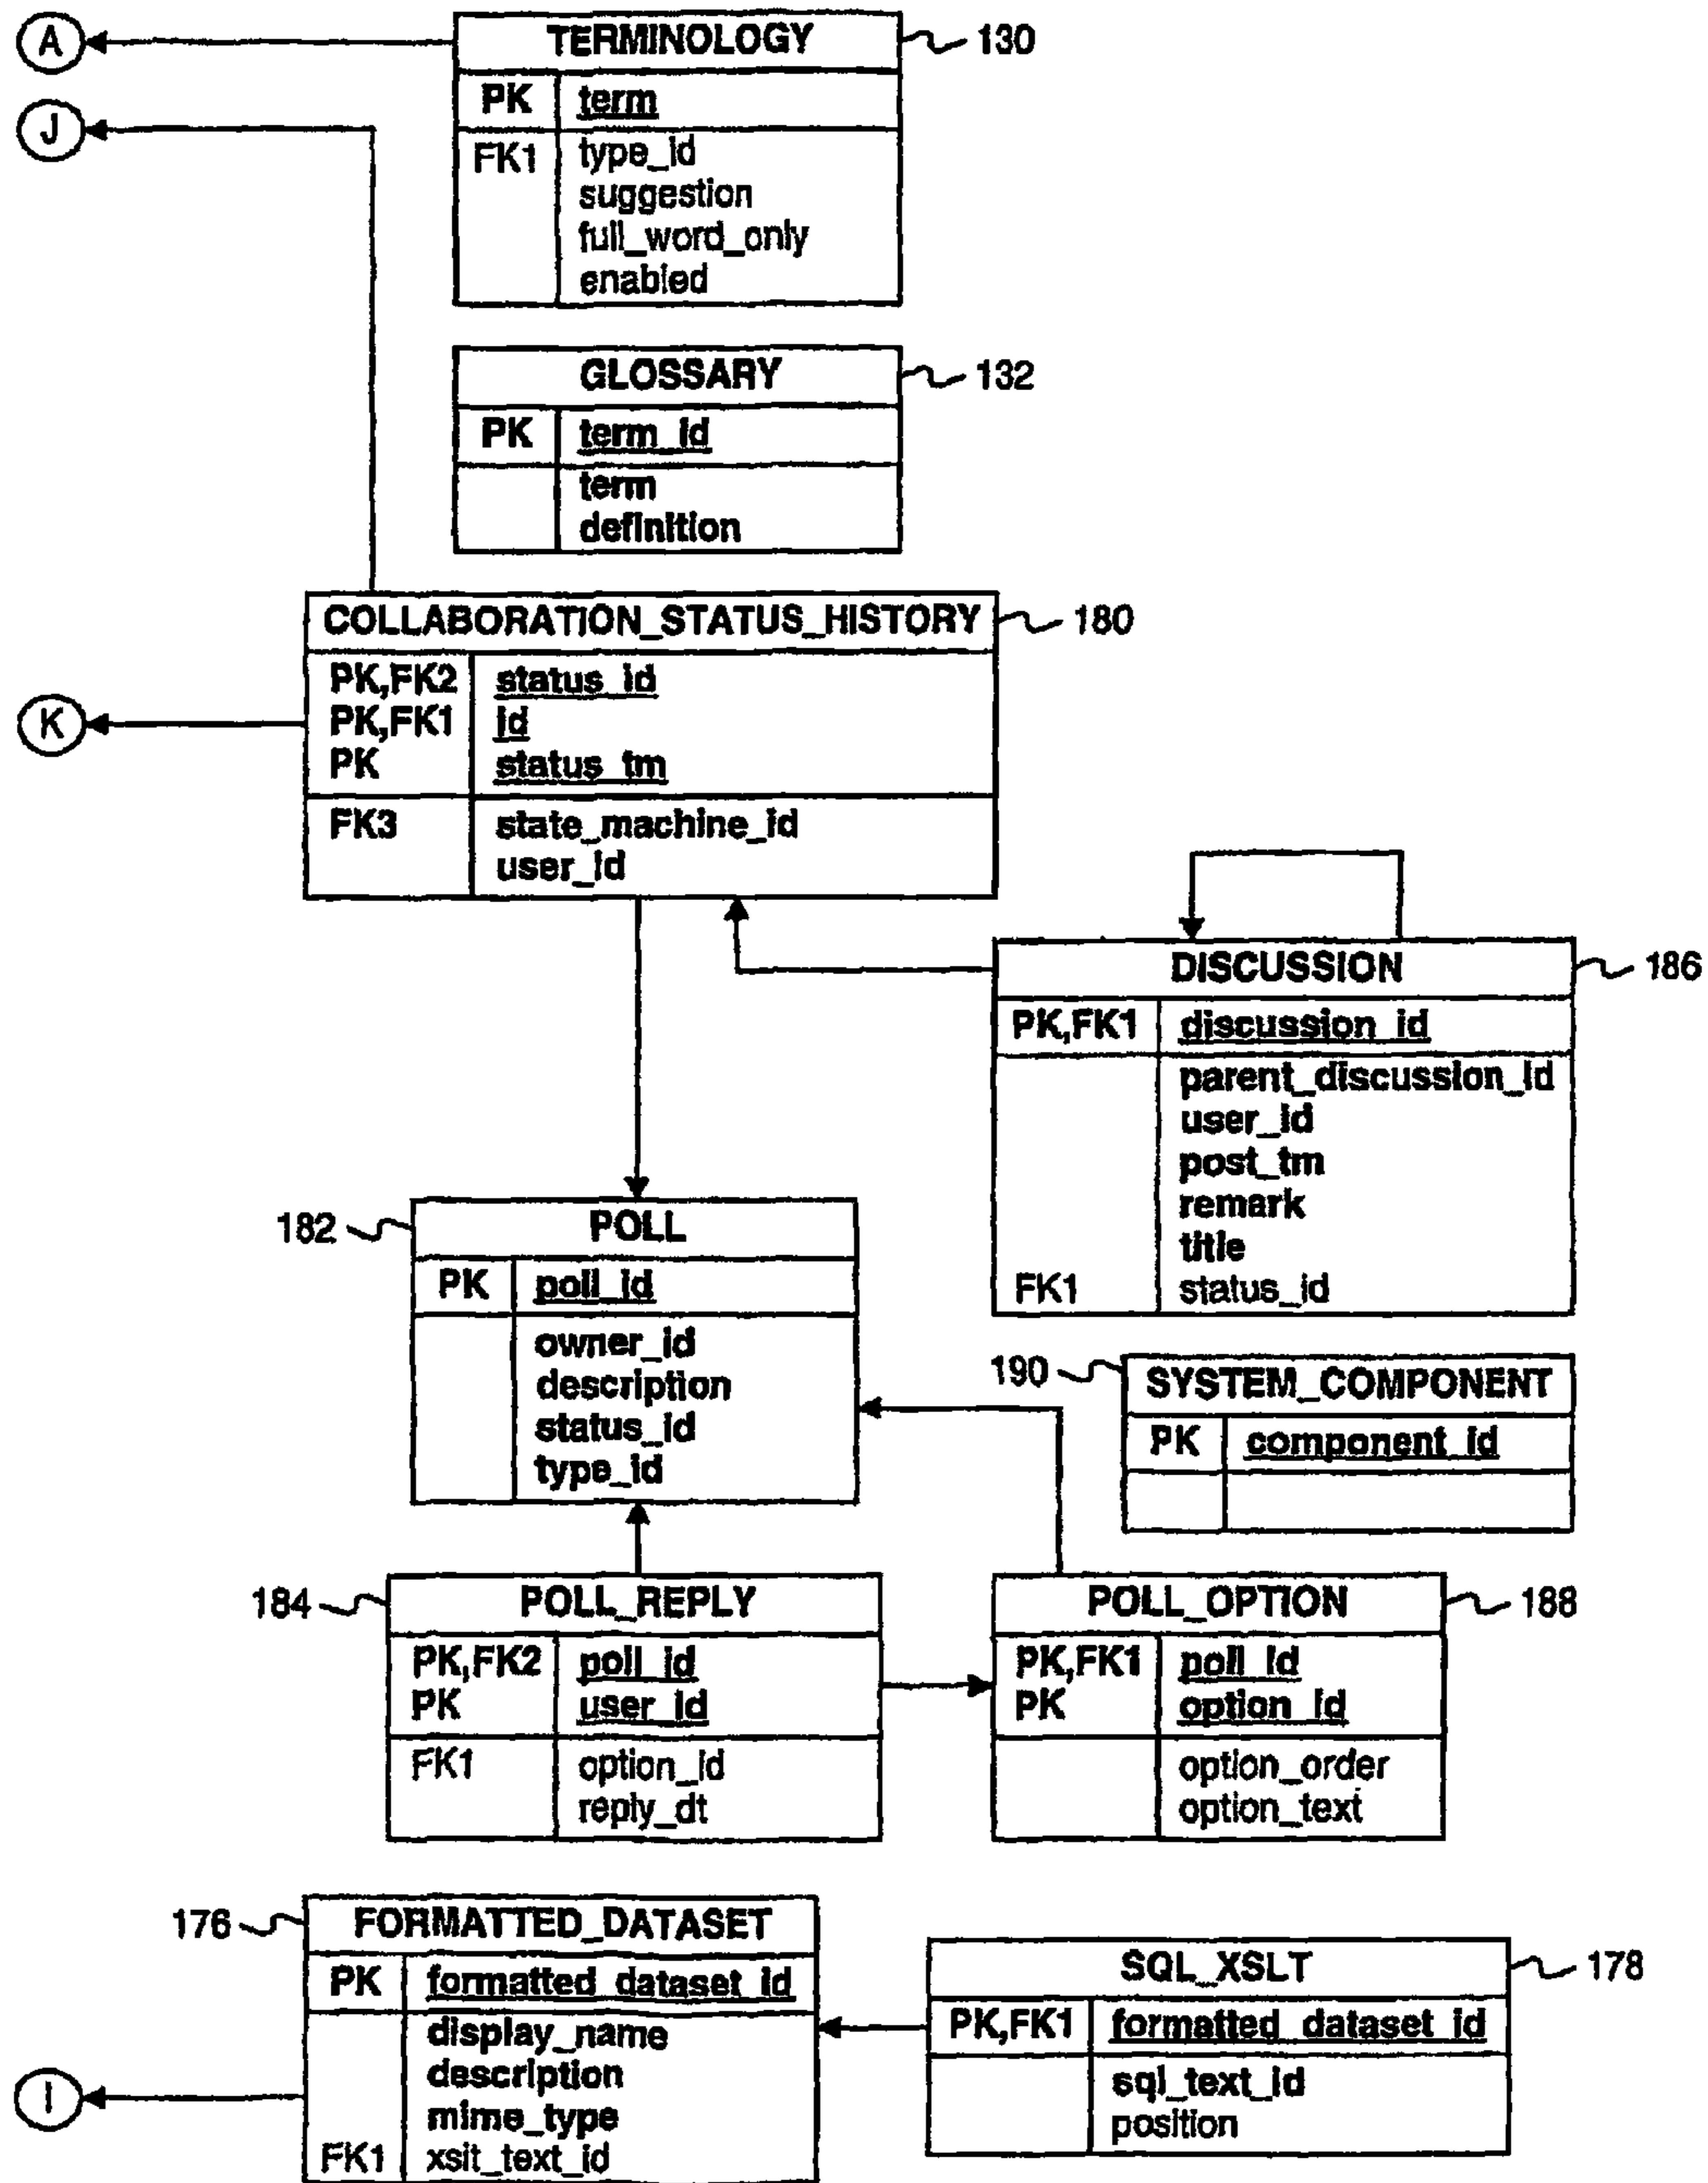 A
TERMINOLOGY
130
PK term
J
FK1 type_id
suggestion
full_word_only
enabled
GLOSSARY
132
PK term_id
term
definition
COLLABORATION_STATUS_HISTORY
180
PK,FK2 status_id
K
PK,FK1 id
PK status_tm
FK3 state_machine_id
user_id
DISCUSSION
186
PK,FK1 discussion_id
parent_discussion_id
user_id
post_tm
remark
title
FK1 status_id
182
POLL
PK poll_id
owner_id
description
status_id
type_id
190
SYSTEM_COMPONENT
PK component_id
184
POLL_REPLY
PK,FK2 poll_id
PK user_id
FK1 option_id
reply_dt
POLL_OPTION
188
PK,FK1 poll_id
PK option_id
option_order
option_text
176
FORMATTED_DATASET
PK formatted_dataset_id
display_name
description
mime_type
FK1 xslt_text_id
I
SQL_XSLT
178
PK,FK1 formatted_dataset_id
sql_text_id
position